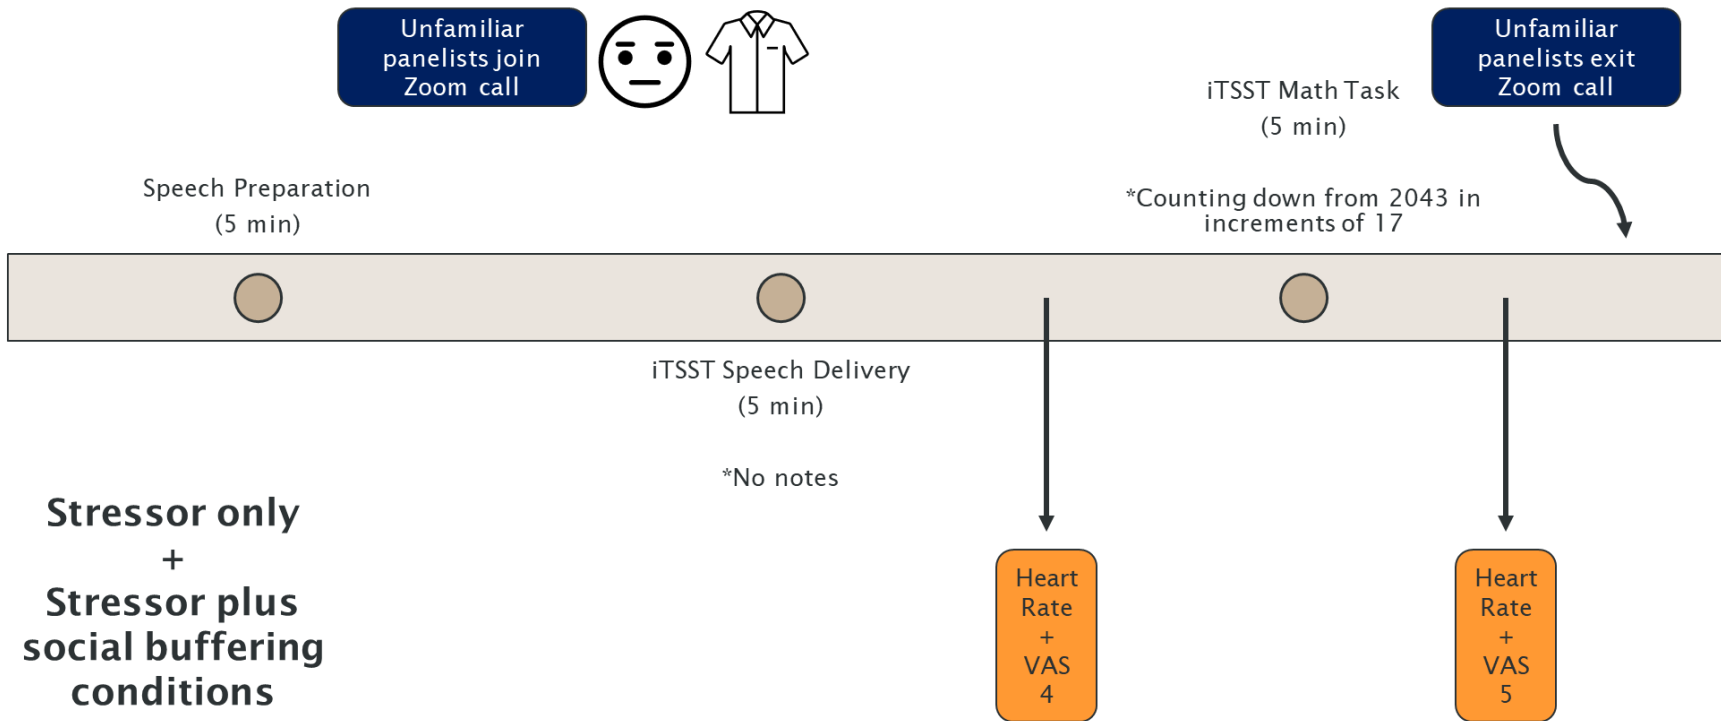 Unfamiliar
panelists join
Zoom call
Unfamiliar
panelists exit
Zoom call
iTSST Math Task
(5 min)
*Counting down from 2043 in
increments of 17
Speech Preparation
(5 min)
iTSST Speech Delivery
(5 min)
*No notes
Stressor only
+
Stressor plus
social buffering
conditions
Heart
Rate
+
VAS
4
Heart
Rate
+
VAS
5